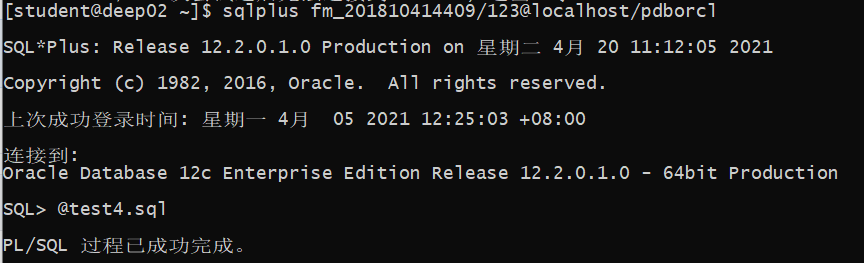 [student@deep02 ~]$ sqlplus fm_201810414409/123@localhost/pdborcl
SQL*Plus: Release 12.2.0.1.0 Production on 星期二 4月 20 11:12:05 2021
Copyright (c) 1982, 2016, Oracle.  All rights reserved.
上次成功登录时间: 星期一 4月  05 2021 12:25:03 +08:00
连接到:
Oracle Database 12c Enterprise Edition Release 12.2.0.1.0 - 64bit Production
SQL> @test4.sql
PL/SQL 过程已成功完成。